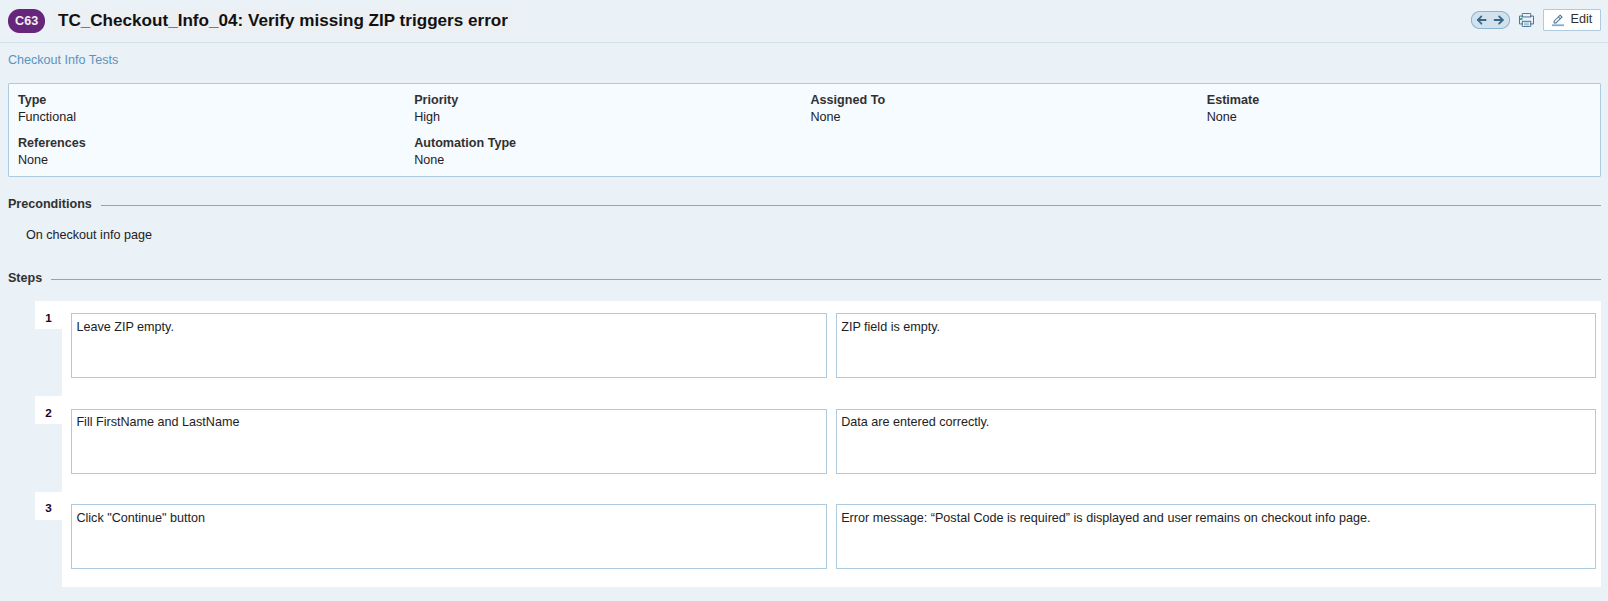 C63 TC_Checkout_Info_04: Verify missing ZIP triggers error Edit
Checkout Info Tests
Type Priority Assigned To Estimate
Functional High None None
References Automation Type
None None
Preconditions
On checkout info page
Steps
1
Leave ZIP empty. ZIP field is empty.
2
Fill FirstName and LastName Data are entered correctly.
3
Click "Continue" button Error message: “Postal Code is required” is displayed and user remains on checkout info page.